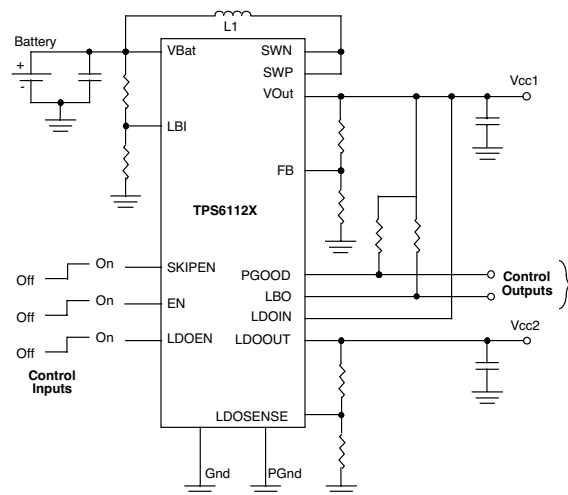 L1
Battery
+
-
VBat
SWN
SWP
VOut
Vcc1
LBI
FB
TPS6112X
Off
On
SKIPEN
PGOOD
Control
Outputs
Off
On
EN
LBO
LDOIN
Off
On
LDOEN
LDOOUT
Vcc2
Control
Inputs
LDOSENSE
Gnd
PGnd